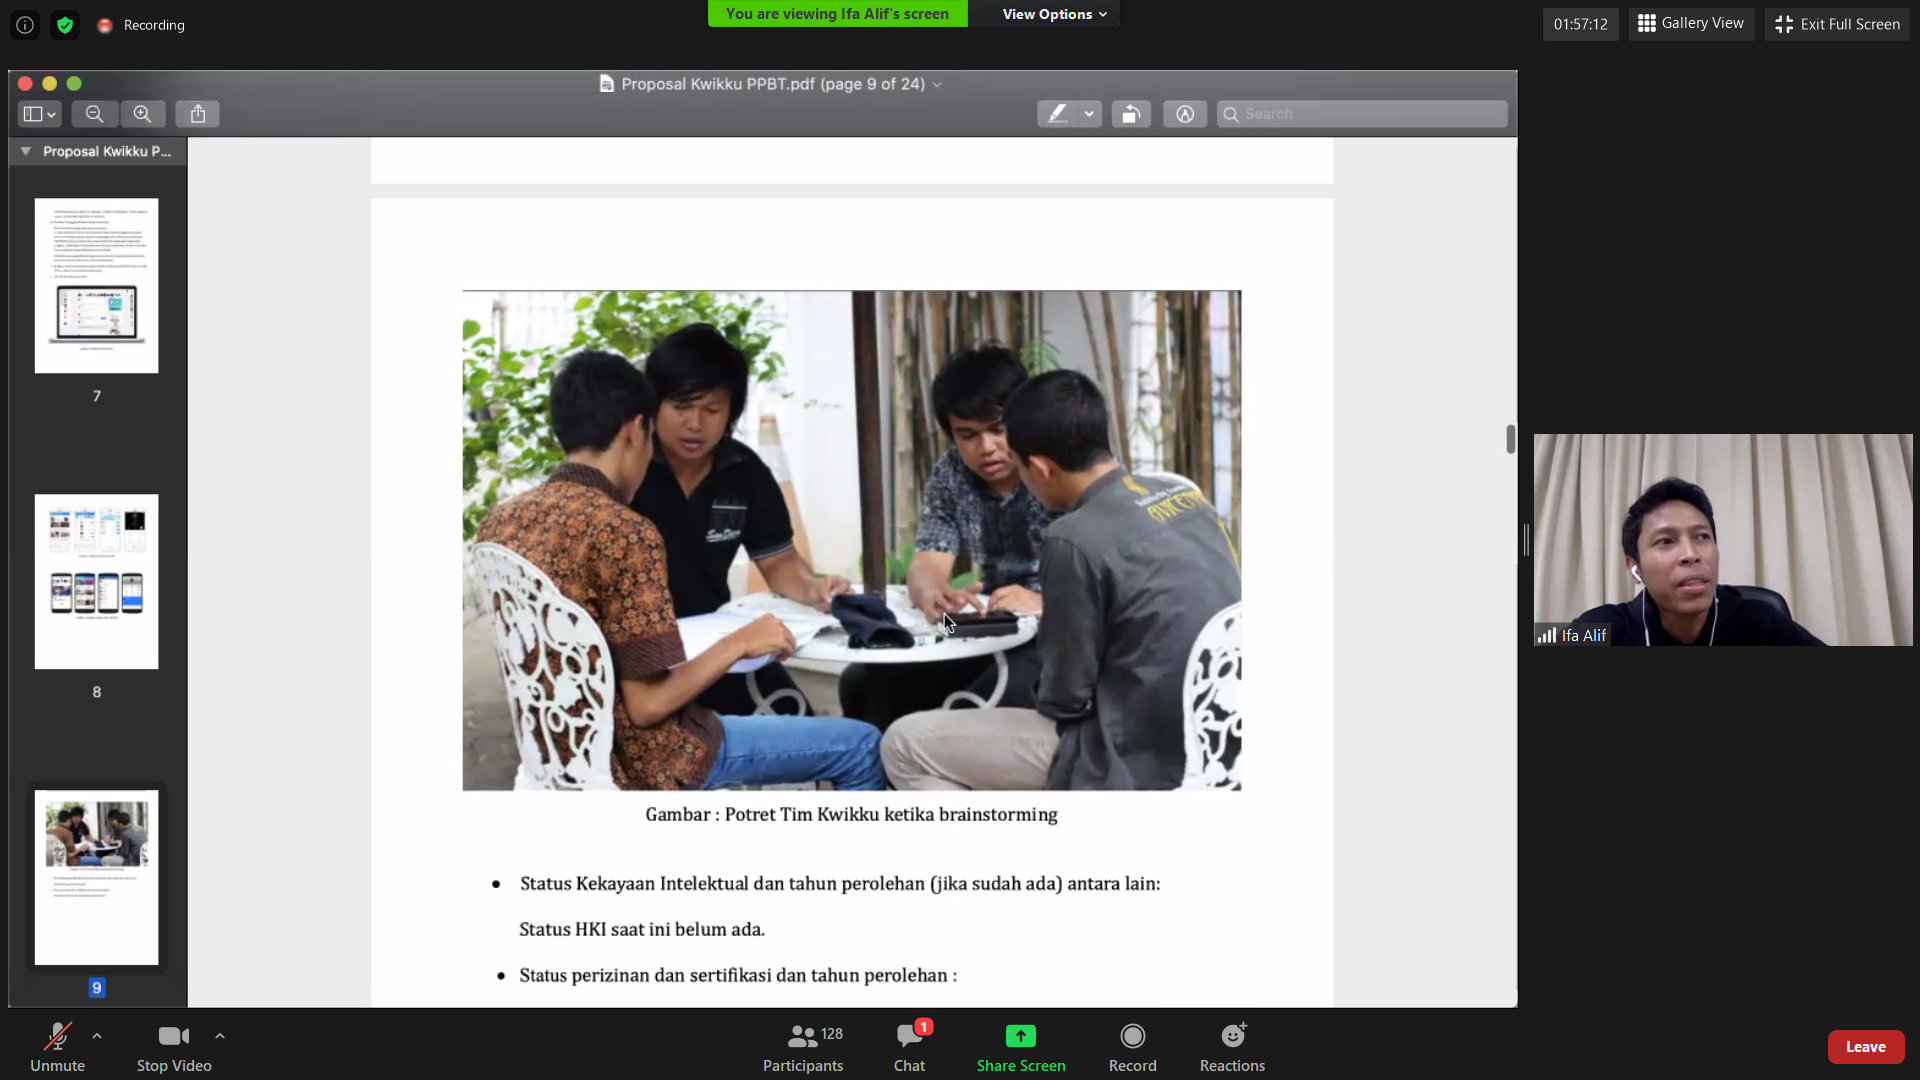 Recording
You are viewing Ifa Alif's screen
View Options
01:57:12
Gallery View
Exit Full Screen
Proposal Kwikku PPBT.pdf (page 9 of 24)
Search
Proposal Kwikku P...
7
8
9
Gambar : Potret Tim Kwikku ketika brainstorming
• Status Kekayaan Intelektual dan tahun perolehan (jika sudah ada) antara lain:
Status HKI saat ini belum ada.
• Status perizinan dan sertifikasi dan tahun perolehan :
Ifa Alif
Unmute
Stop Video
Participants
128
Chat
1
Share Screen
Record
Reactions
Leave